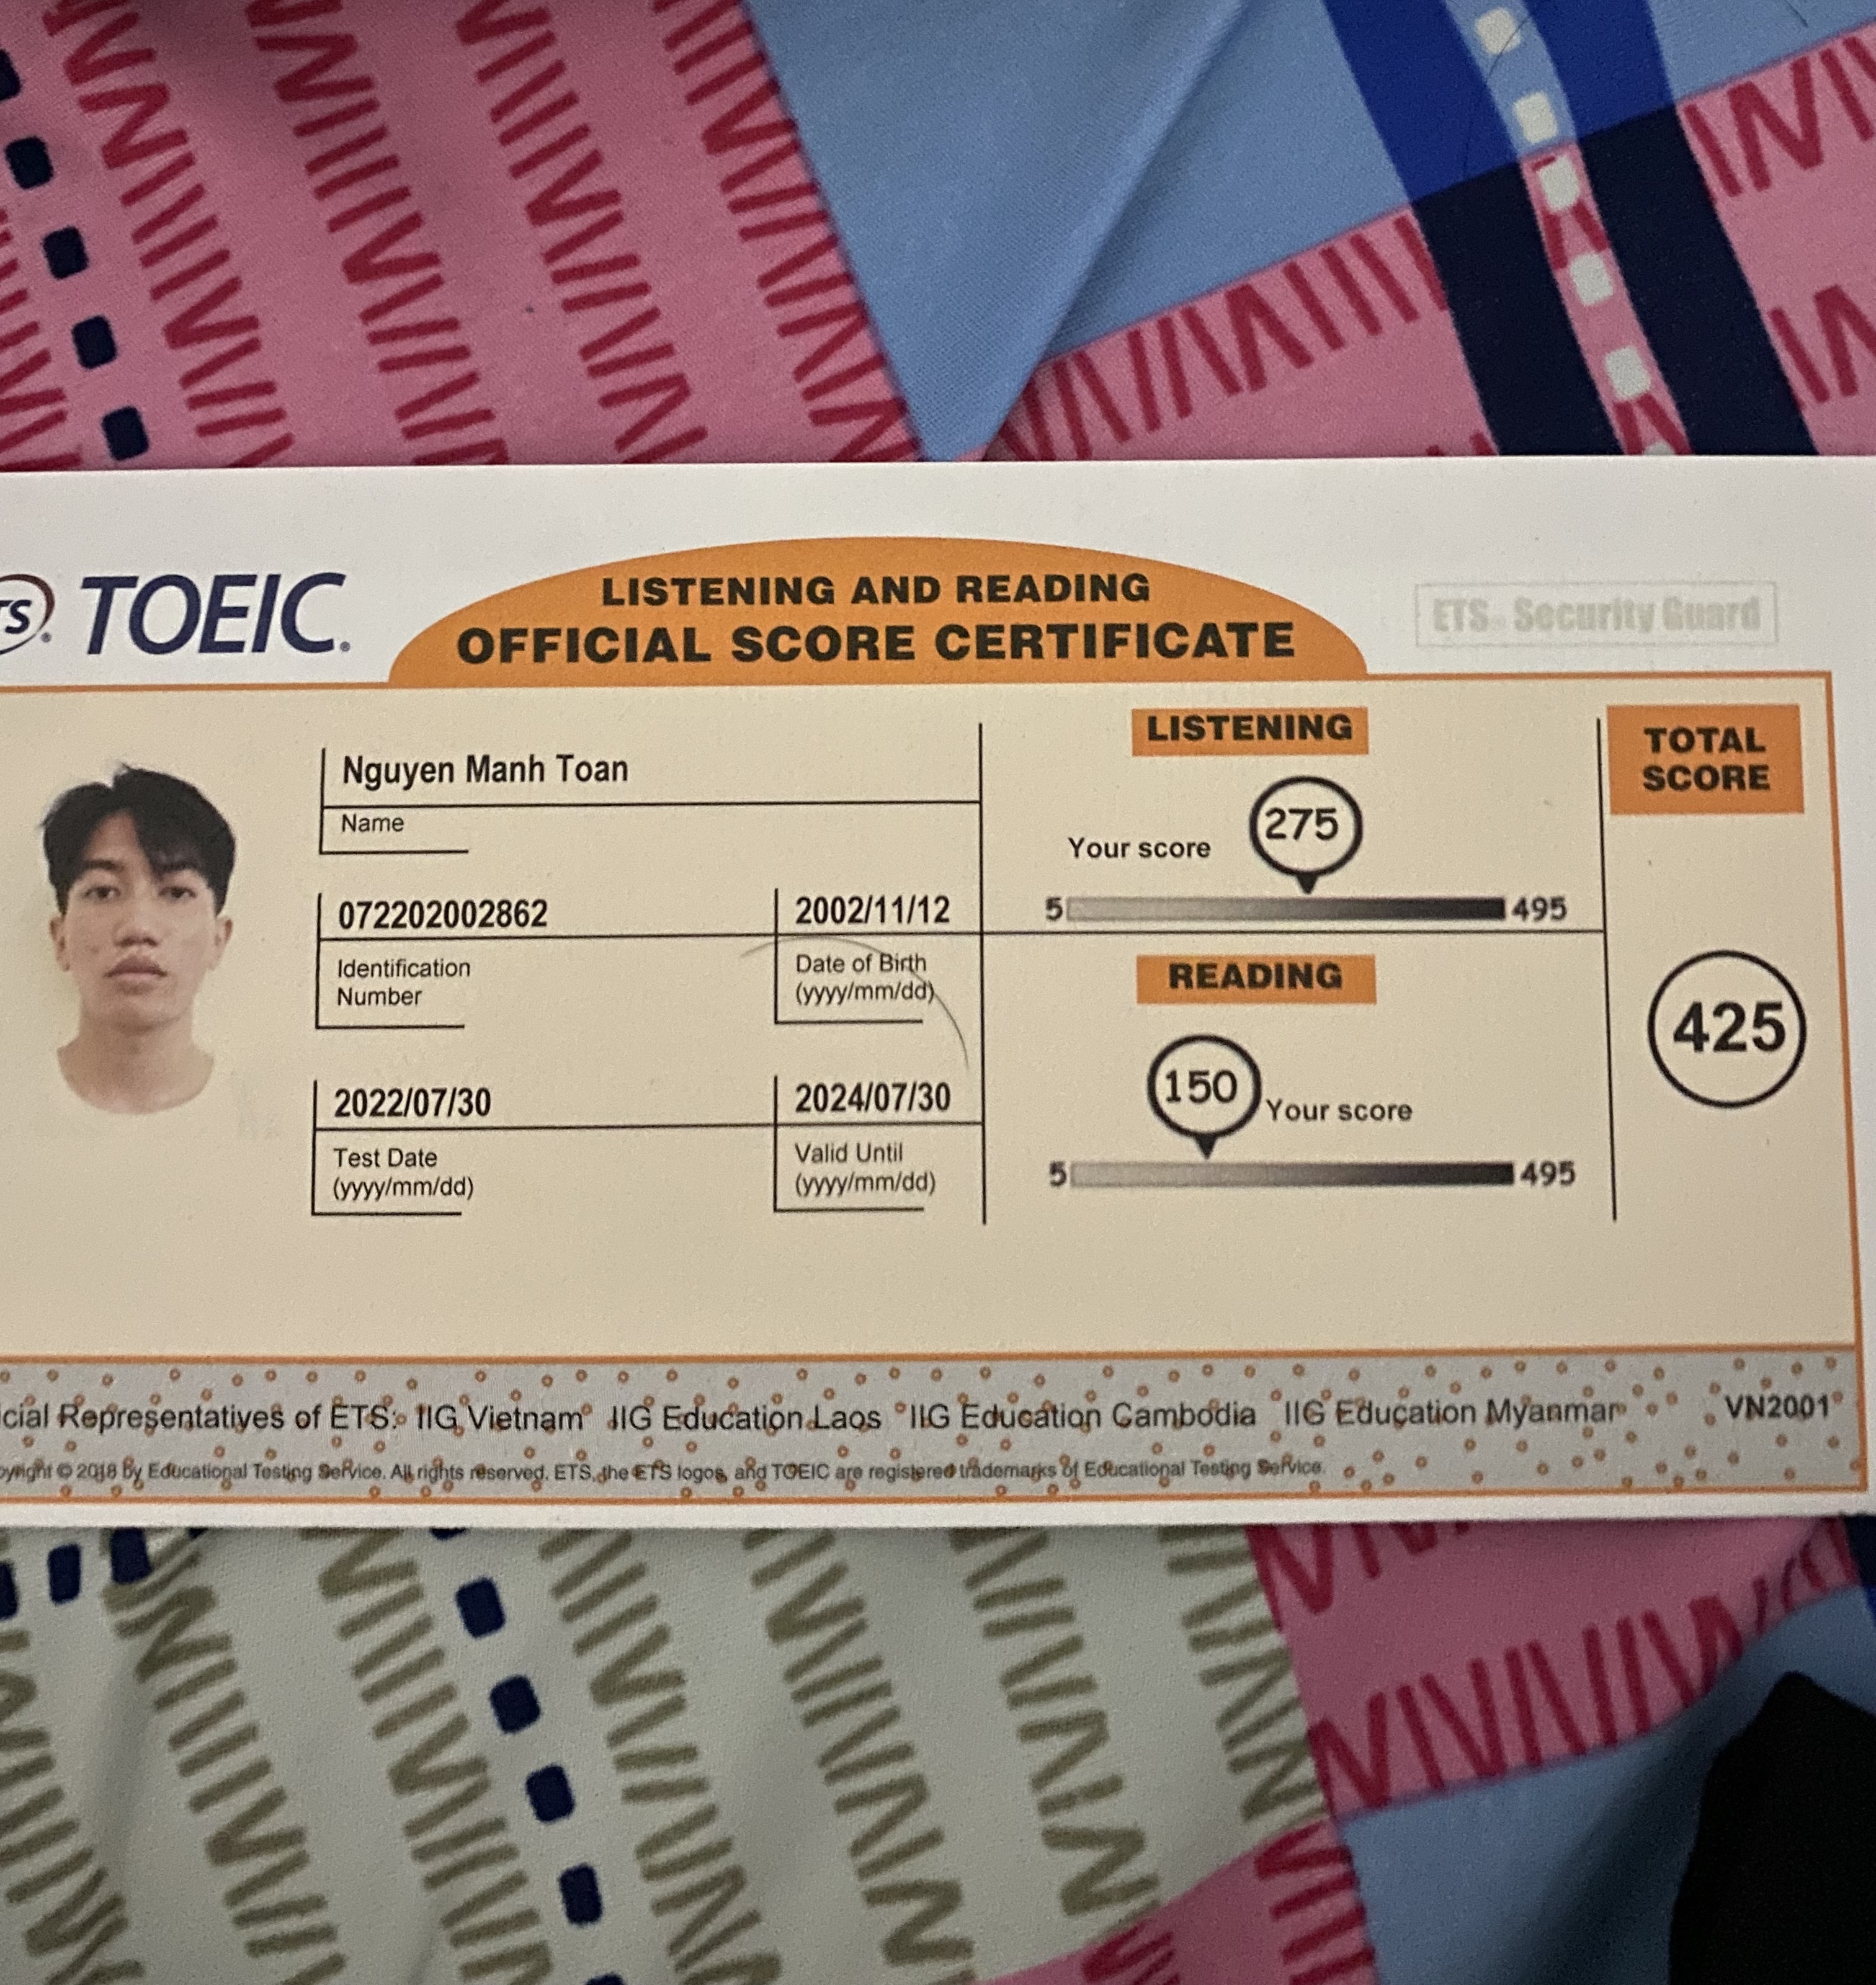 TOEIC®
LISTENING AND READING
OFFICIAL SCORE CERTIFICATE
ETS® Security Guard
Nguyen Manh Toan
Name
072202002862
Identification
Number
2002/11/12
Date of Birth
(yyyy/mm/dd)
2022/07/30
Test Date
(yyyy/mm/dd)
2024/07/30
Valid Until
(yyyy/mm/dd)
LISTENING
Your score 275
5 495
READING
150 Your score
5 495
TOTAL
SCORE
425
Representatives of ETS: IIG Vietnam IIG Education Laos IIG Education Cambodia IIG Education Myanmar VN2001
© 2018 by Educational Testing Service. All rights reserved. ETS, the ETS logos, and TOEIC are registered trademarks of Educational Testing Service.